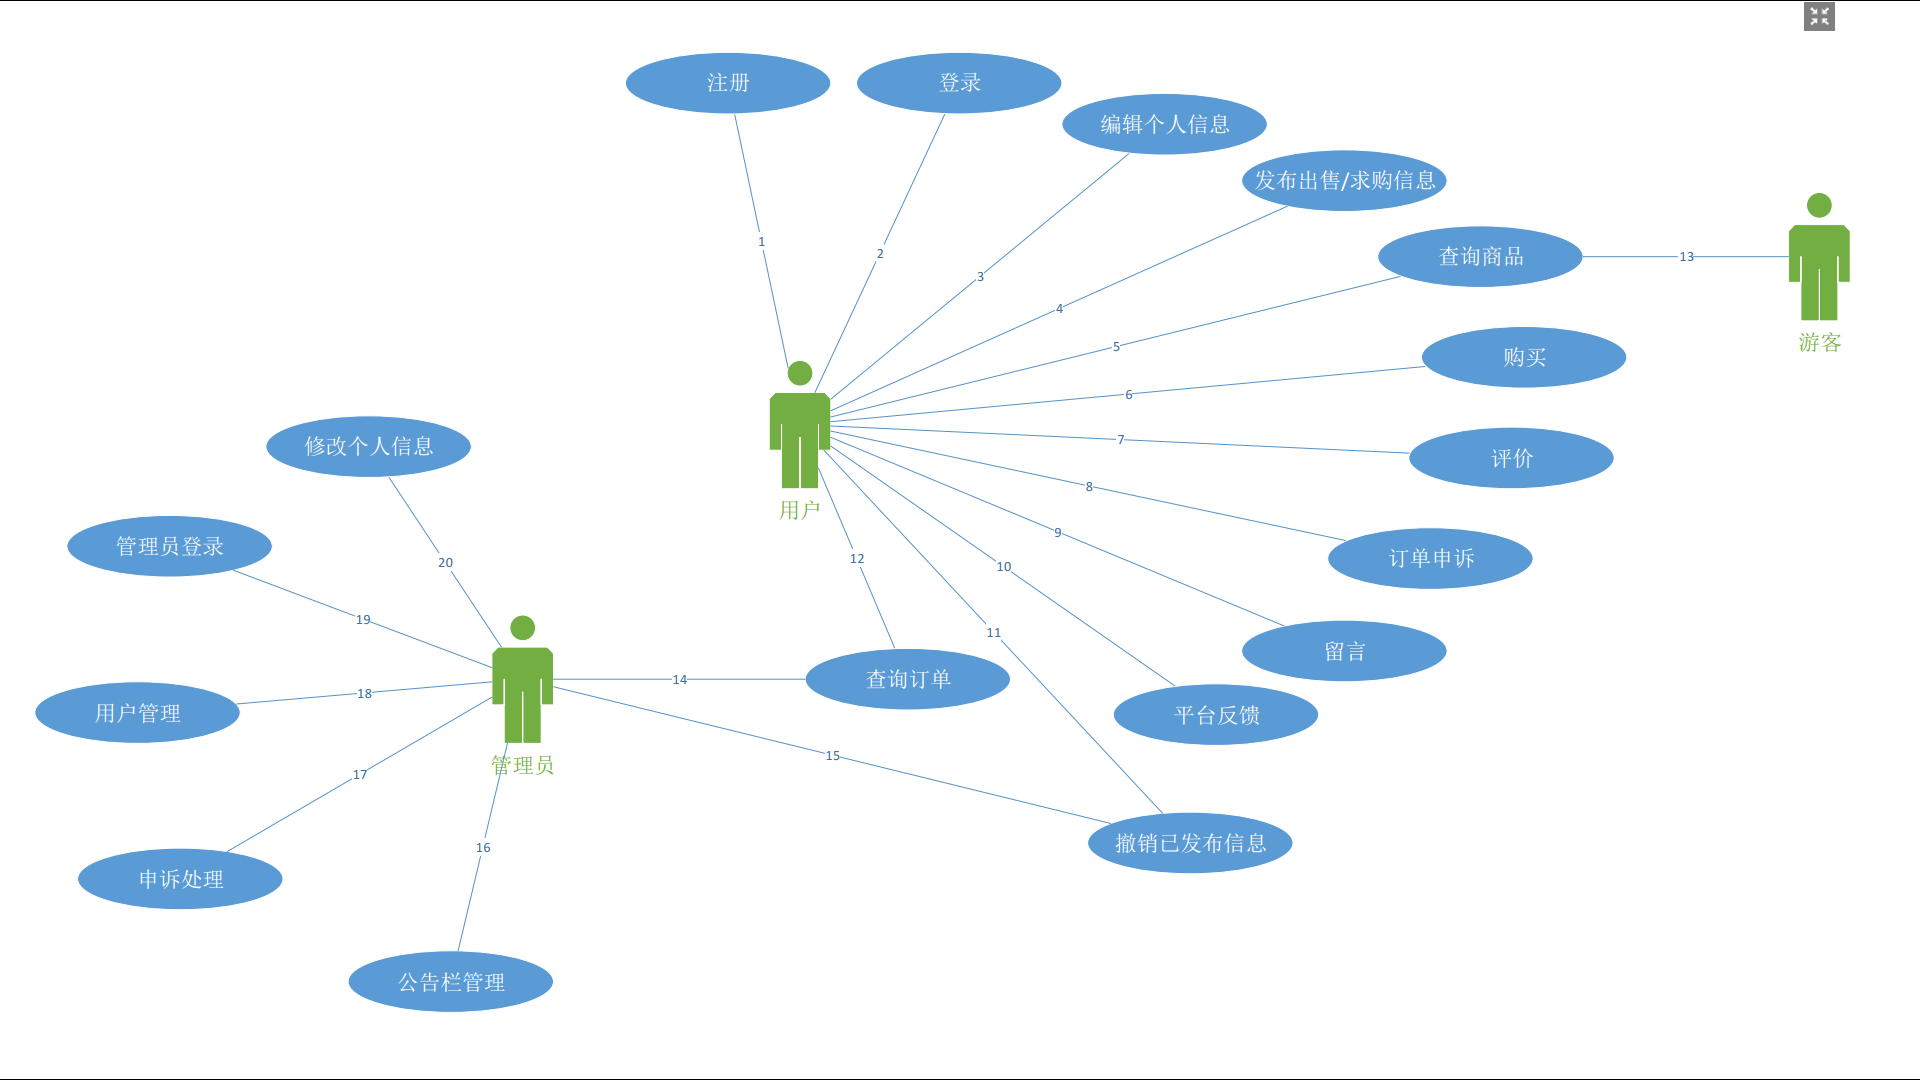 注册
登录
编辑个人信息
发布出售/求购信息
查询商品
13
游客
1
2
3
4
5
购买
6
修改个人信息
7
评价
8
用户
管理员登录
9
订单申诉
12
20
10
19
11
留言
14
查询订单
18
用户管理
平台反馈
15
管理员
17
16
撤销已发布信息
申诉处理
公告栏管理